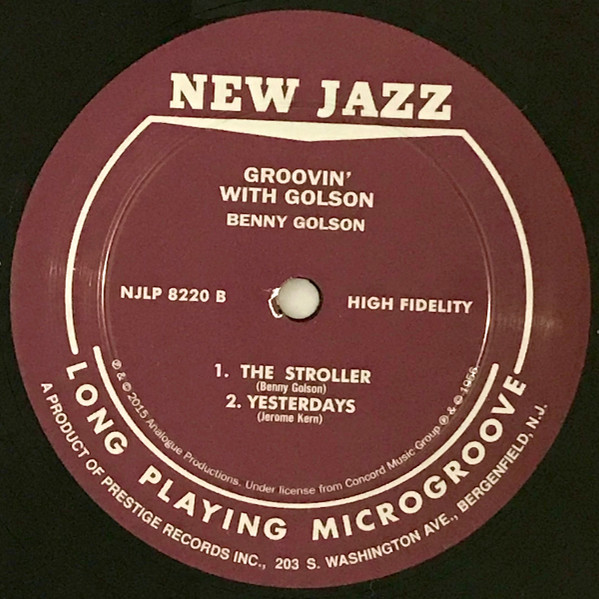 NEW JAZZ
GROOVIN'
WITH GOLSON
BENNY GOLSON
NJLP 8220 B
HIGH FIDELITY
1. THE STROLLER
(Benny Golson)
2. YESTERDAYS
(Jerome Kern)
℗ & © 2015 Analogue Productions. Under license from Concord Music Group ℗ & © 1966
LONG PLAYING MICROGROOVE
A PRODUCT OF PRESTIGE RECORDS INC., 203 S. WASHINGTON AVE., BERGENFIELD, N.J.